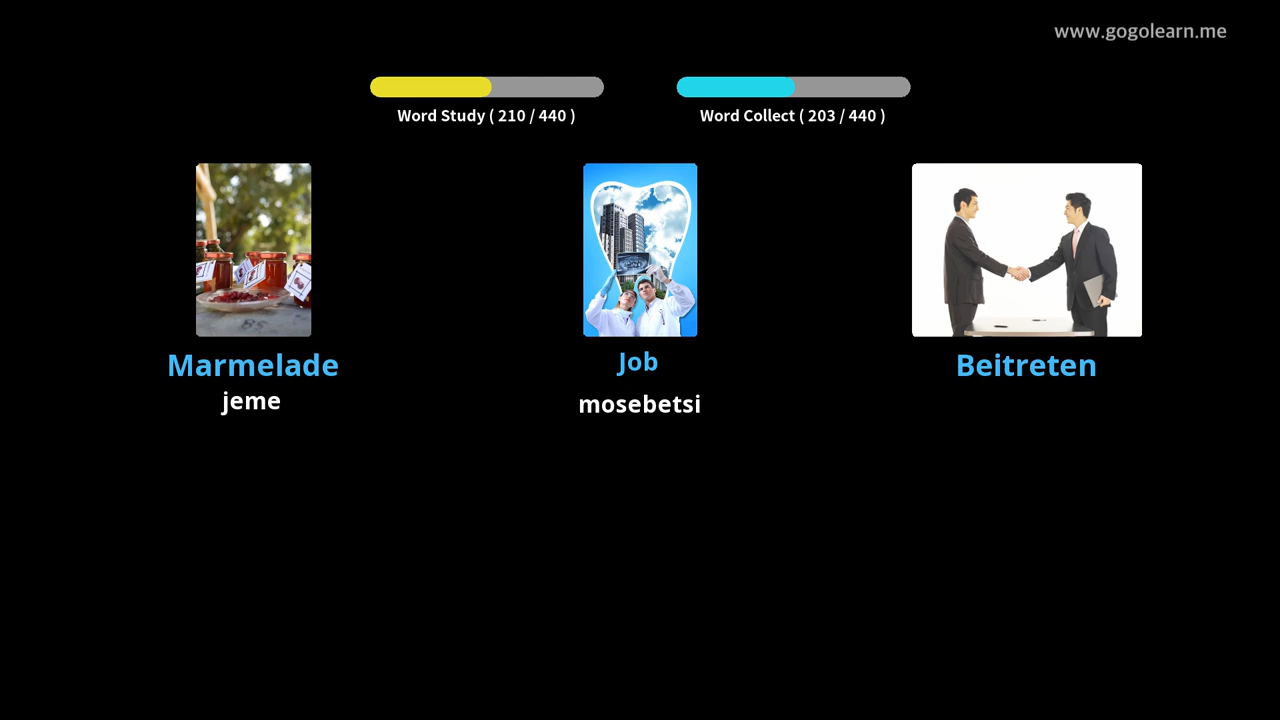 www.gogolearn.me
Word Study ( 210 / 440 )
Word Collect ( 203 / 440 )
Marmelade
jeme
Job
mosebetsi
Beitreten